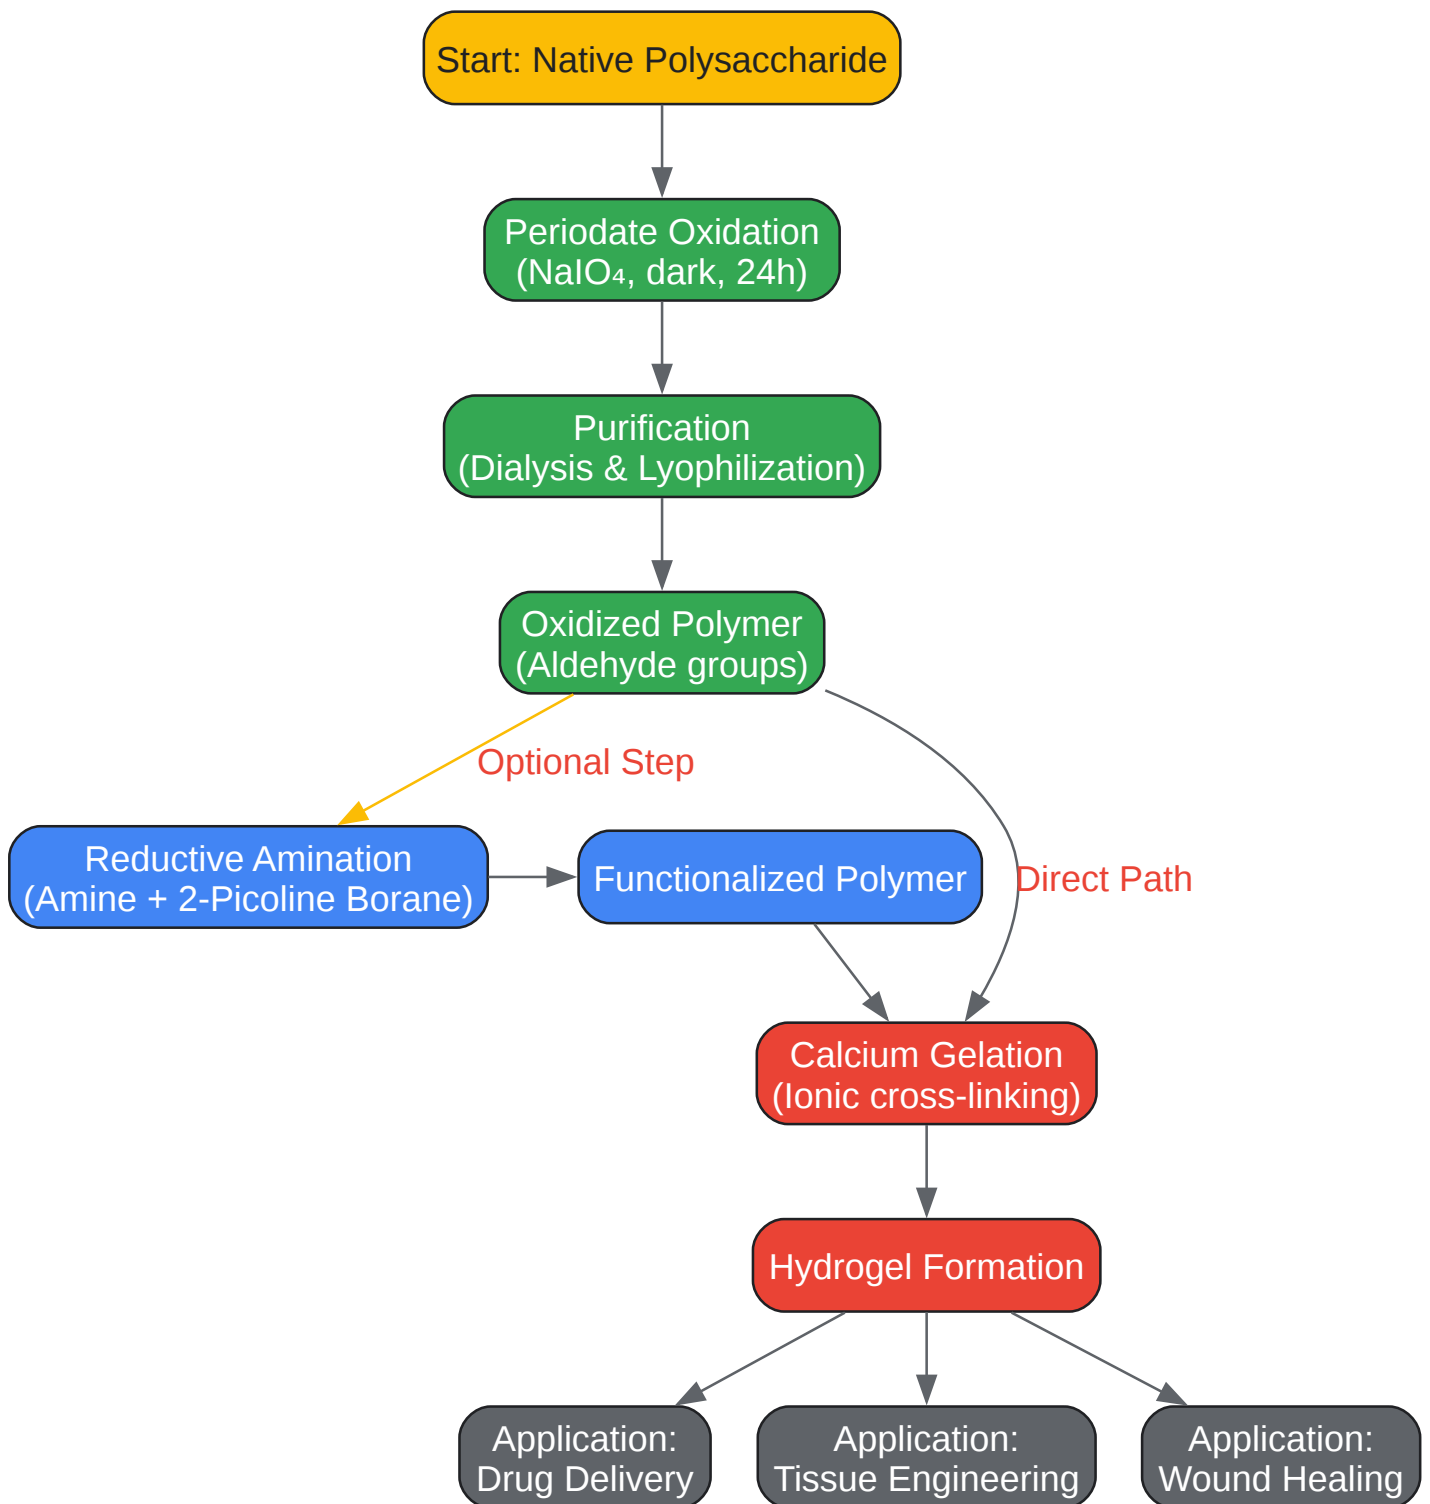 Start: Native Polysaccharide
Periodate Oxidation
(NaIO₄, dark, 24h)
Purification
(Dialysis & Lyophilization)
Oxidized Polymer
(Aldehyde groups)
Optional Step
Reductive Amination
(Amine + 2-Picoline Borane)
Functionalized Polymer
Direct Path
Calcium Gelation
(Ionic cross-linking)
Hydrogel Formation
Application:
Drug Delivery
Application:
Tissue Engineering
Application:
Wound Healing